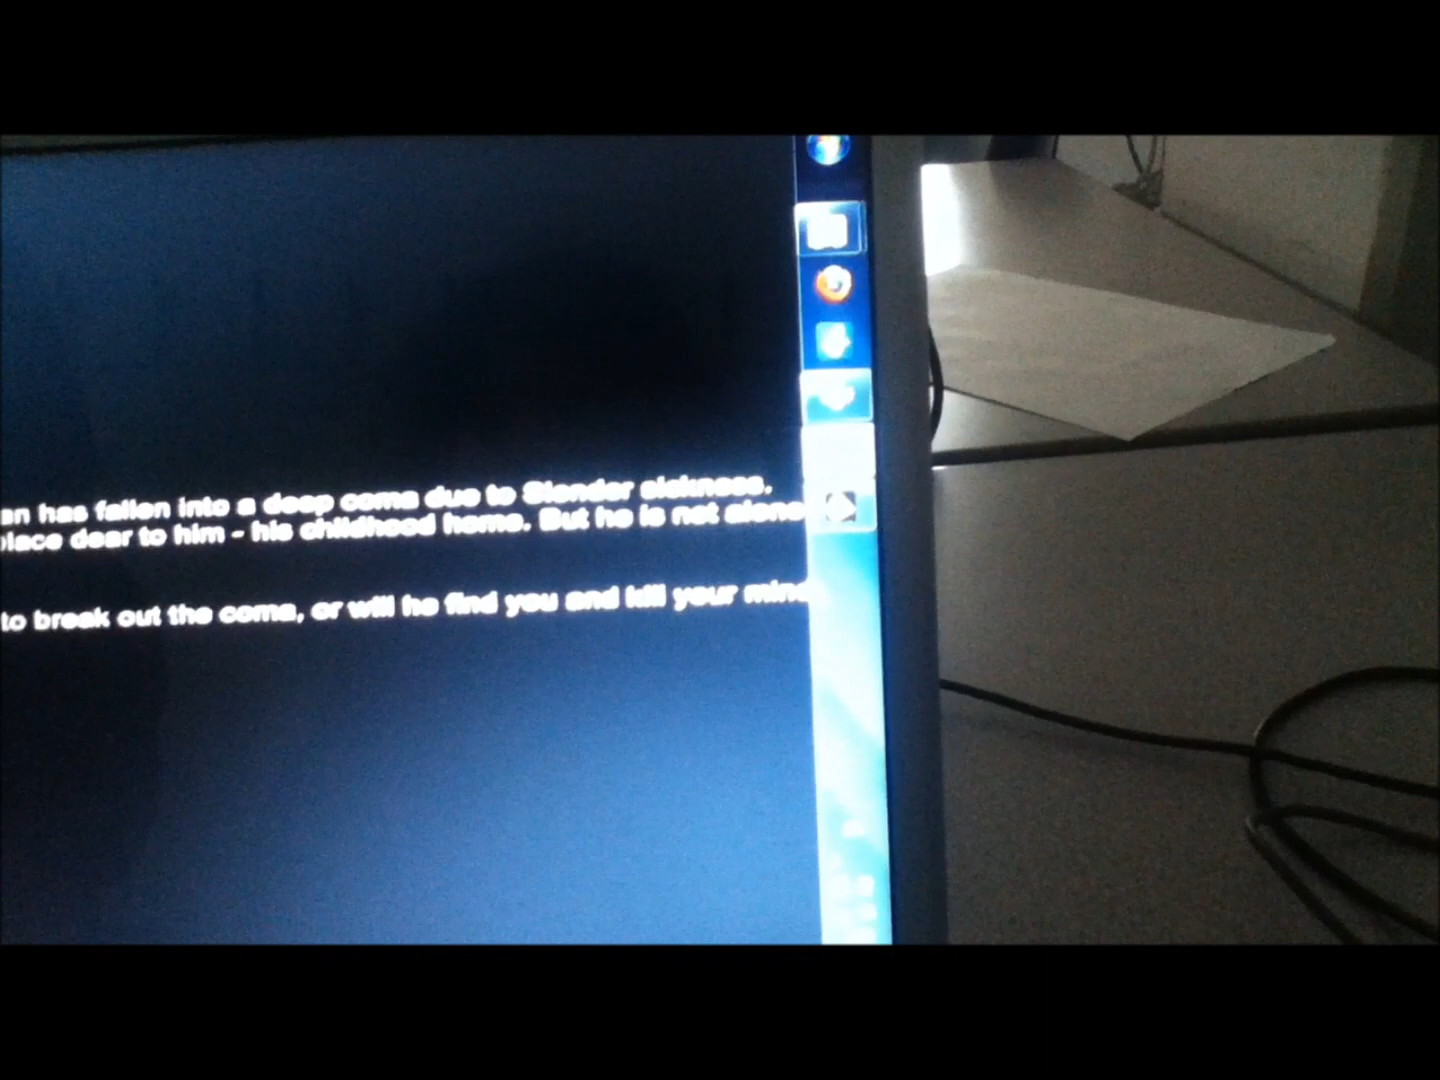 an has fallen into a deep coma due to Slender sickness.
place dear to him - his childhood home. But he is not alone
to break out the coma, or will he find you and kill your mind